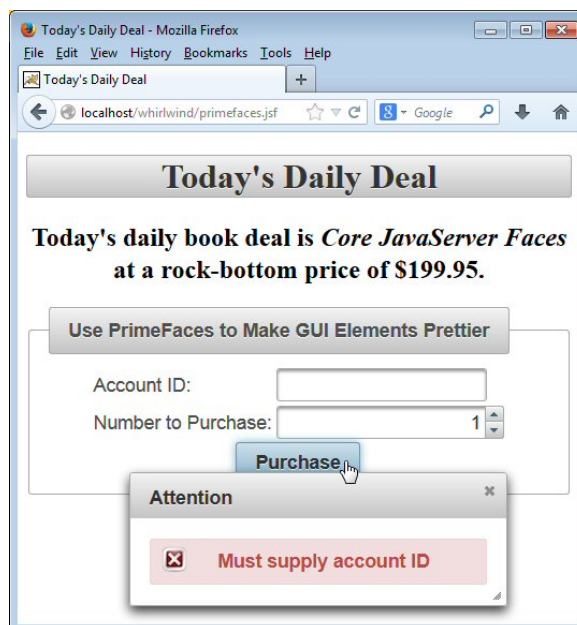 Today's Daily Deal - Mozilla Firefox
File Edit View History Bookmarks Tools Help
Today's Daily Deal
localhost/whirlwind/primefaces.jsf
Google
Today's Daily Deal
Today's daily book deal is Core JavaServer Faces
at a rock-bottom price of $199.95.
Use PrimeFaces to Make GUI Elements Prettier
Account ID:
Number to Purchase: 1
Purchase
Attention
Must supply account ID